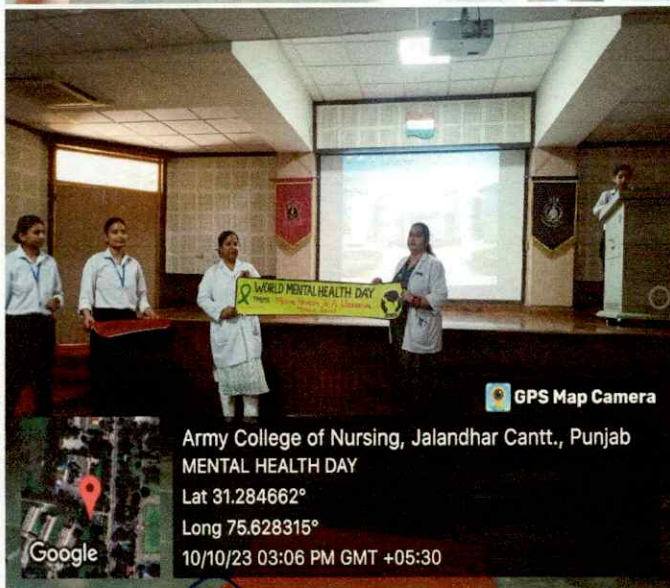 WORLD MENTAL HEALTH DAY
GPS Map Camera
Army College of Nursing, Jalandhar Cantt., Punjab
MENTAL HEALTH DAY
Lat 31.284662°
Long 75.628315°
10/10/23 03:06 PM GMT +05:30
Google